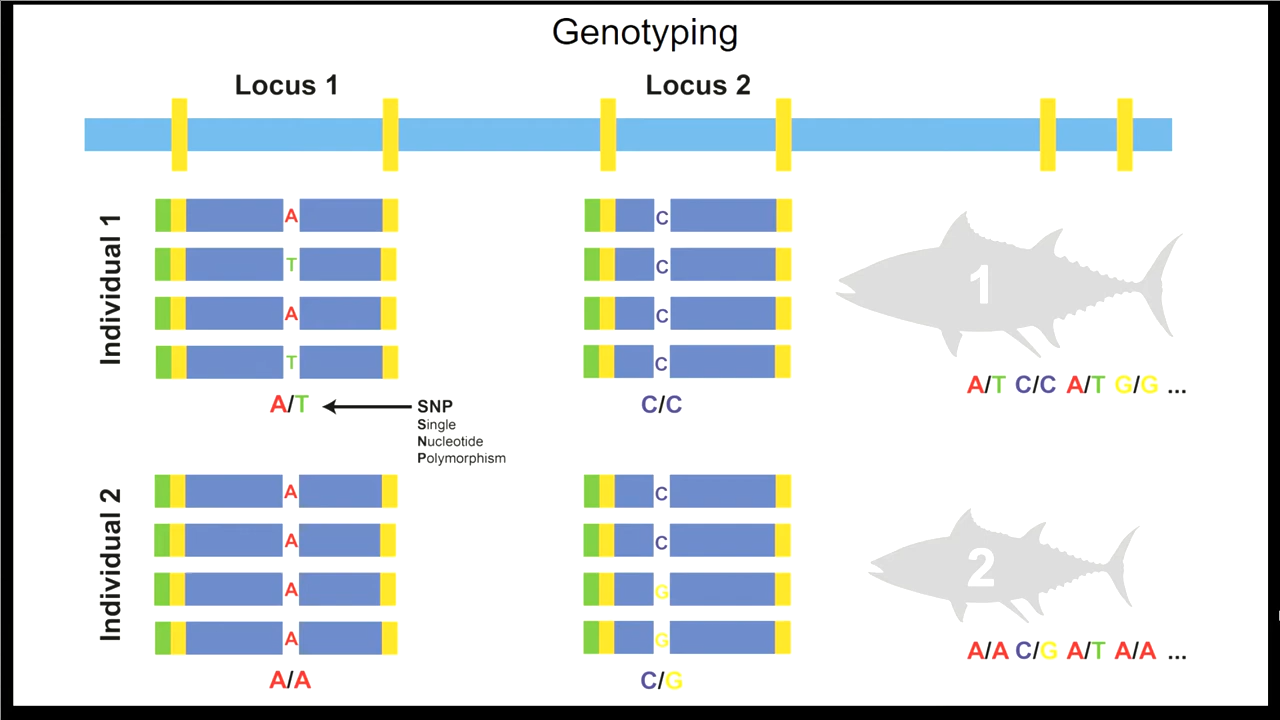 Genotyping
Locus 1
Locus 2
Individual 1
A
T
A
T
A/T
C
C
C
C
C/C
1
A/T C/C A/T G/G ...
SNP
Single
Nucleotide
Polymorphism
Individual 2
A
A
A
A
A/A
C
C
G
G
C/G
2
A/A C/G A/T A/A ...